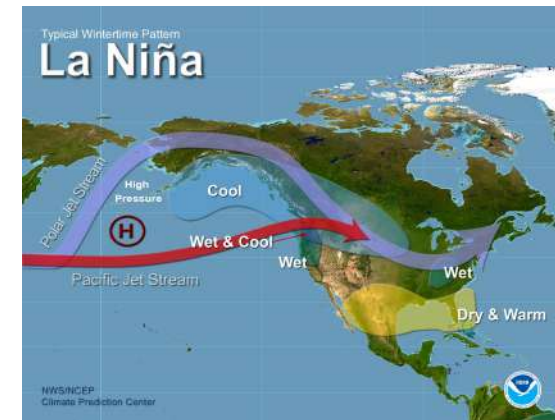 Typical Wintertime Pattern
La Niña
Polar Jet Stream
High
Pressure
H
Cool
Wet & Cool
Wet
Pacific Jet Stream
Wet
Dry & Warm
NWS/NCEP
Climate Prediction Center